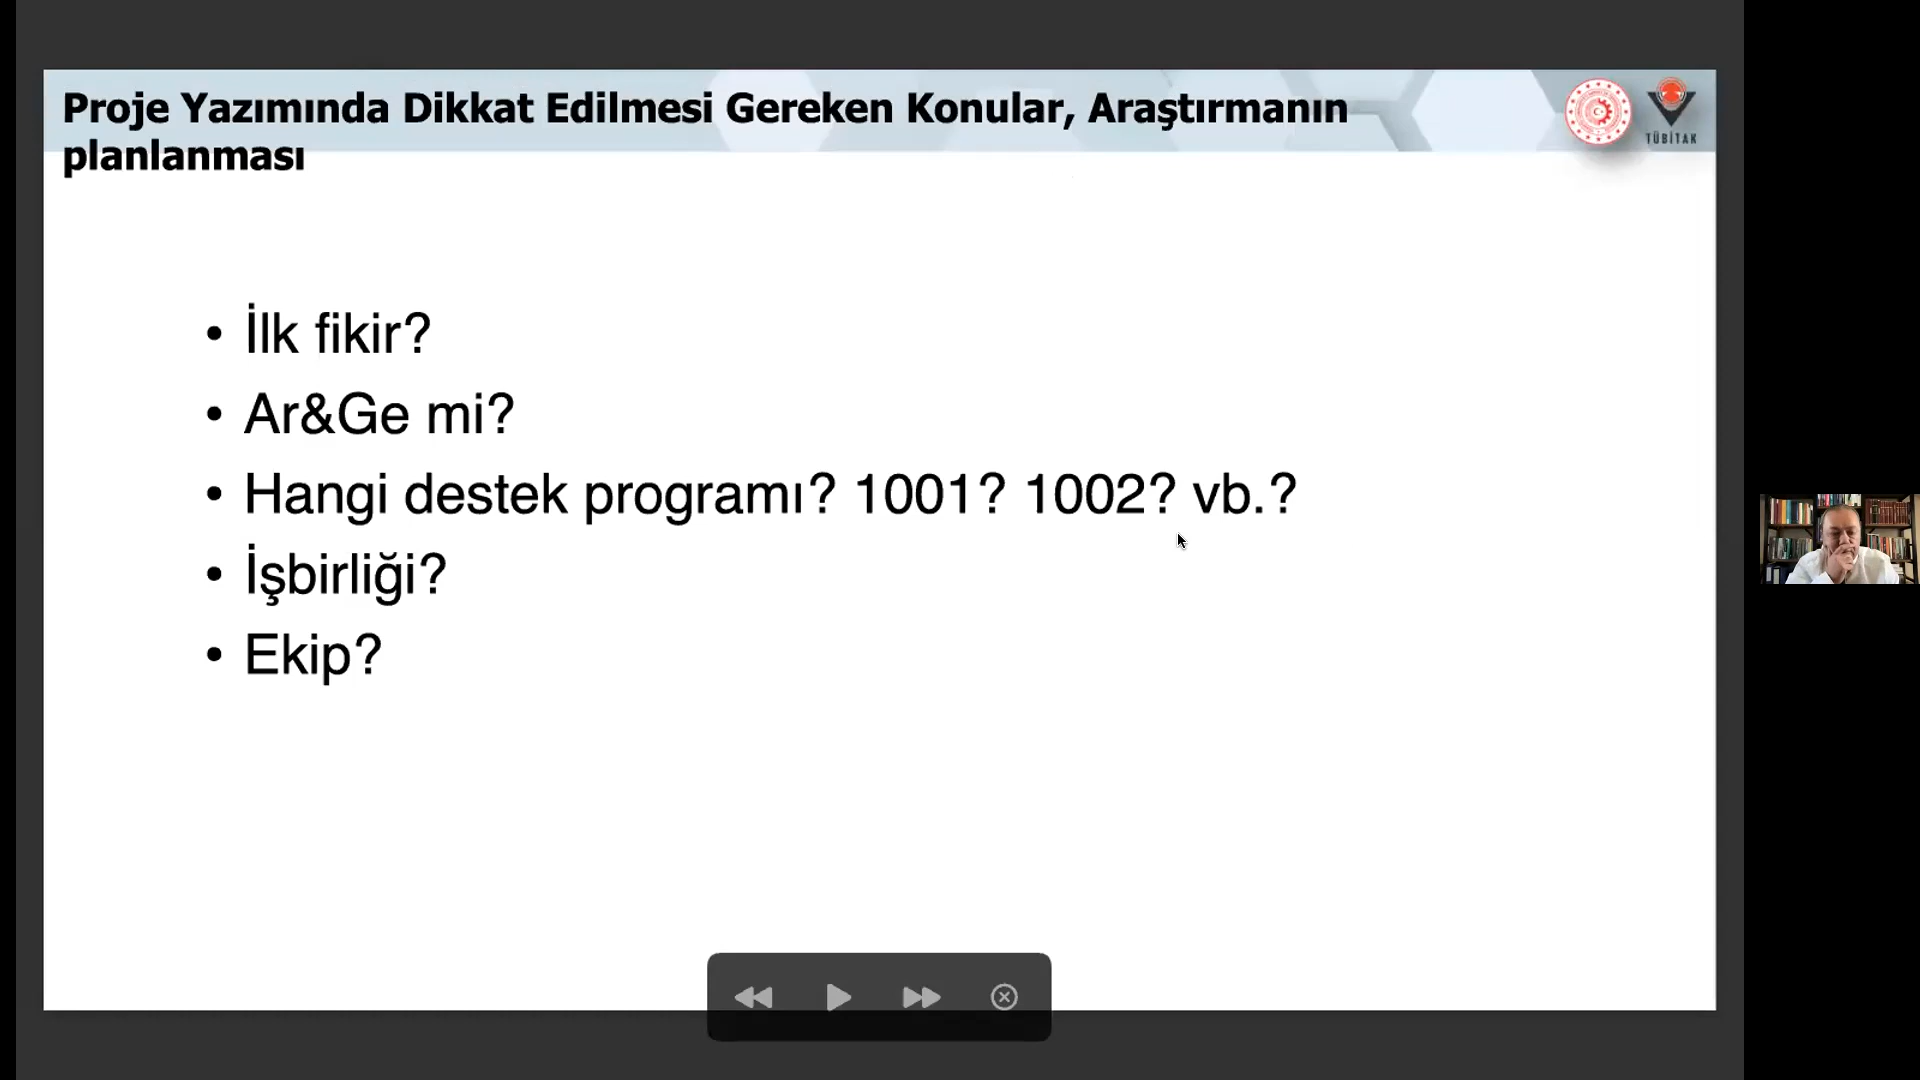 Proje Yazımında Dikkat Edilmesi Gereken Konular, Araştırmanın
planlanması
TÜBİTAK
• İlk fikir?
• Ar&Ge mi?
• Hangi destek programı? 1001? 1002? vb.?
• İşbirliği?
• Ekip?